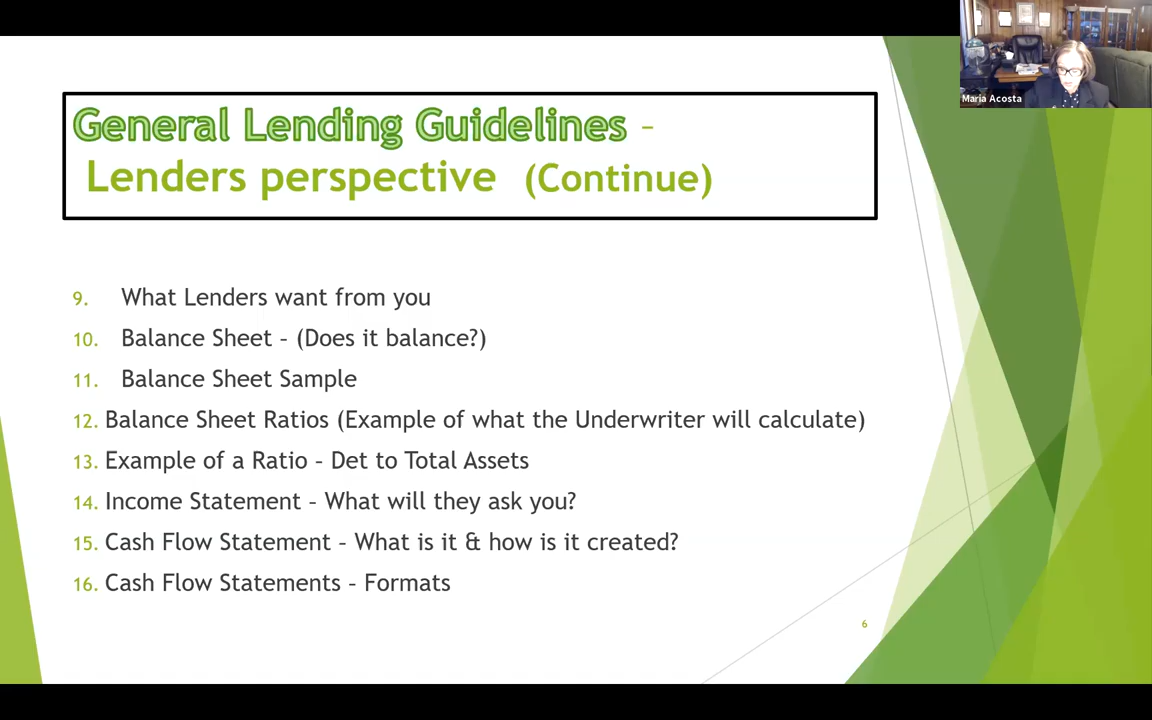 Maria Acosta
General Lending Guidelines –
Lenders perspective (Continue)
9. What Lenders want from you
10. Balance Sheet – (Does it balance?)
11. Balance Sheet Sample
12. Balance Sheet Ratios (Example of what the Underwriter will calculate)
13. Example of a Ratio – Det to Total Assets
14. Income Statement – What will they ask you?
15. Cash Flow Statement – What is it & how is it created?
16. Cash Flow Statements – Formats
6